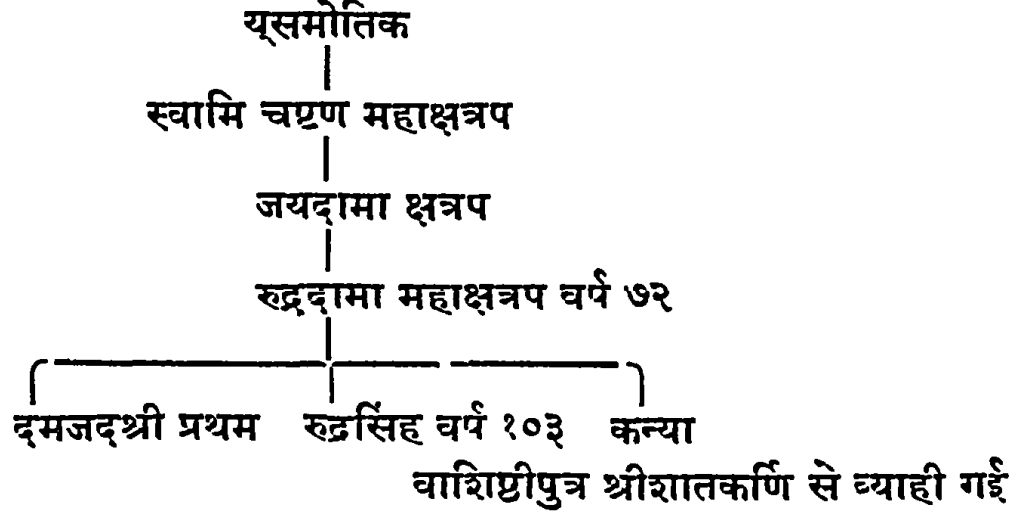 य्समोतिक
स्वामि चष्टण महाक्षत्रप
जयदामा क्षत्रप
रुद्रदामा महाक्षत्रप वर्ष ७२
दमजदश्री प्रथम रुद्रसिंह वर्ष १०३ कन्या
वाशिष्ठीपुत्र श्रीशातकर्णि से व्याही गई